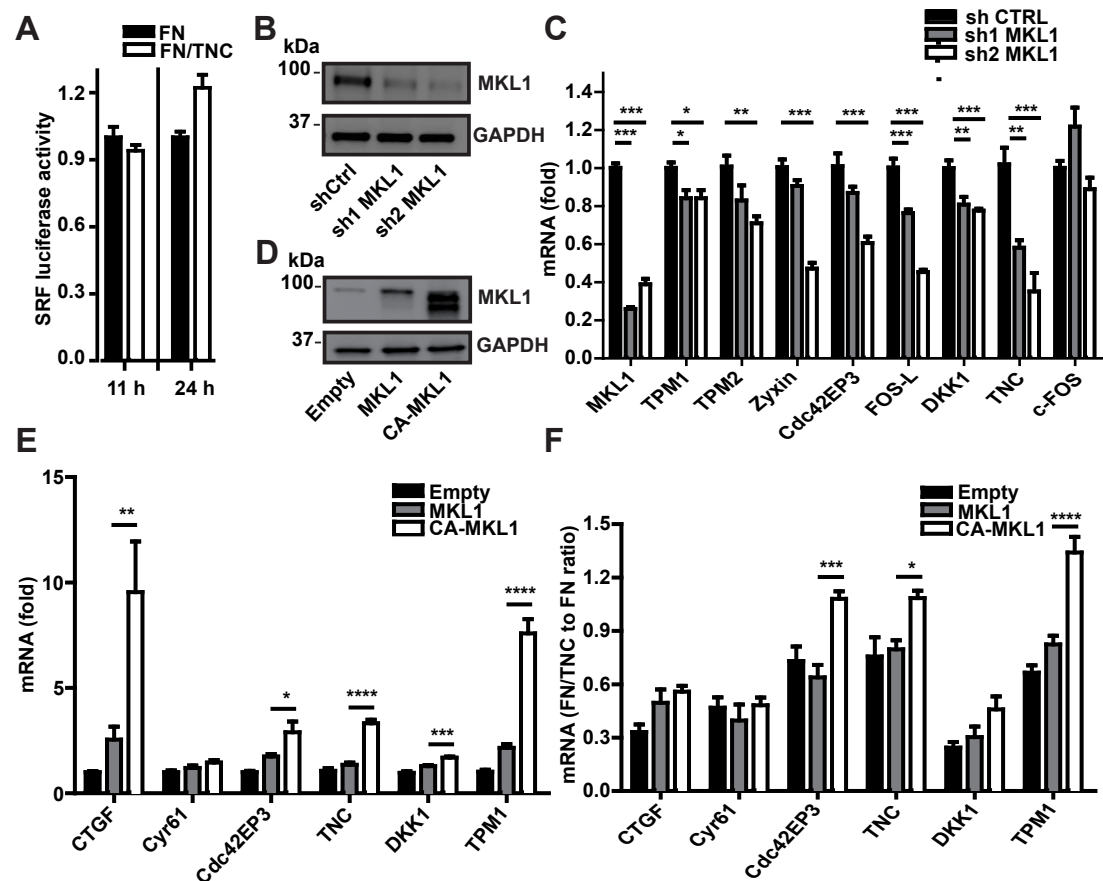 A
FN
FN/TNC
SRF luciferase activity
1.2
0.9
0.6
0.3
0.0
11 h
24 h
B
kDa
100
37
MKL1
GAPDH
shCtrl
sh1 MKL1
sh2 MKL1
C
sh CTRL
sh1 MKL1
sh2 MKL1
mRNA (fold)
1.4
1.2
1.0
0.8
0.6
0.4
0.2
0.0
***
***
*
*
**
***
***
***
***
***
**
***
**
MKL1
TPM1
TPM2
Zyxin
Cdc42EP3
FOS-L
DKK1
TNC
c-FOS
D
kDa
100
37
MKL1
GAPDH
Empty
MKL1
CA-MKL1
E
Empty
MKL1
CA-MKL1
mRNA (fold)
15
10
5
0
**
*
****
***
****
CTGF
Cyr61
Cdc42EP3
TNC
DKK1
TPM1
F
Empty
MKL1
CA-MKL1
mRNA (FN/TNC to FN ratio)
1.5
1.2
0.9
0.6
0.3
0.0
***
*
****
CTGF
Cyr61
Cdc42EP3
TNC
DKK1
TPM1